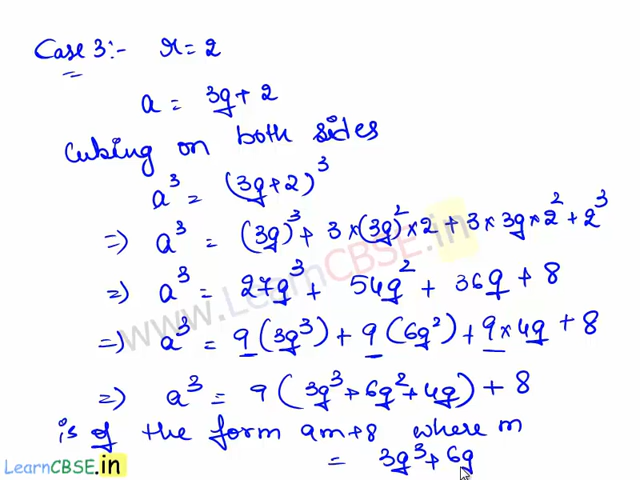 Case 3:- r = 2
a = 3q + 2
Cubing on both sides
a³ = (3q+2)³
⇒ a³ = (3q)³ + 3×(3q)²×2 + 3×3q×2² + 2³
⇒ a³ = 27q³ + 54q² + 36q + 8
www.LearnCBSE.in
⇒ a³ = 9(3q³) + 9(6q²) + 9×4q + 8
⇒ a³ = 9(3q³+6q²+4q) + 8
is of the form 9m+8 where m
= 3q³ + 6q
LearnCBSE.in